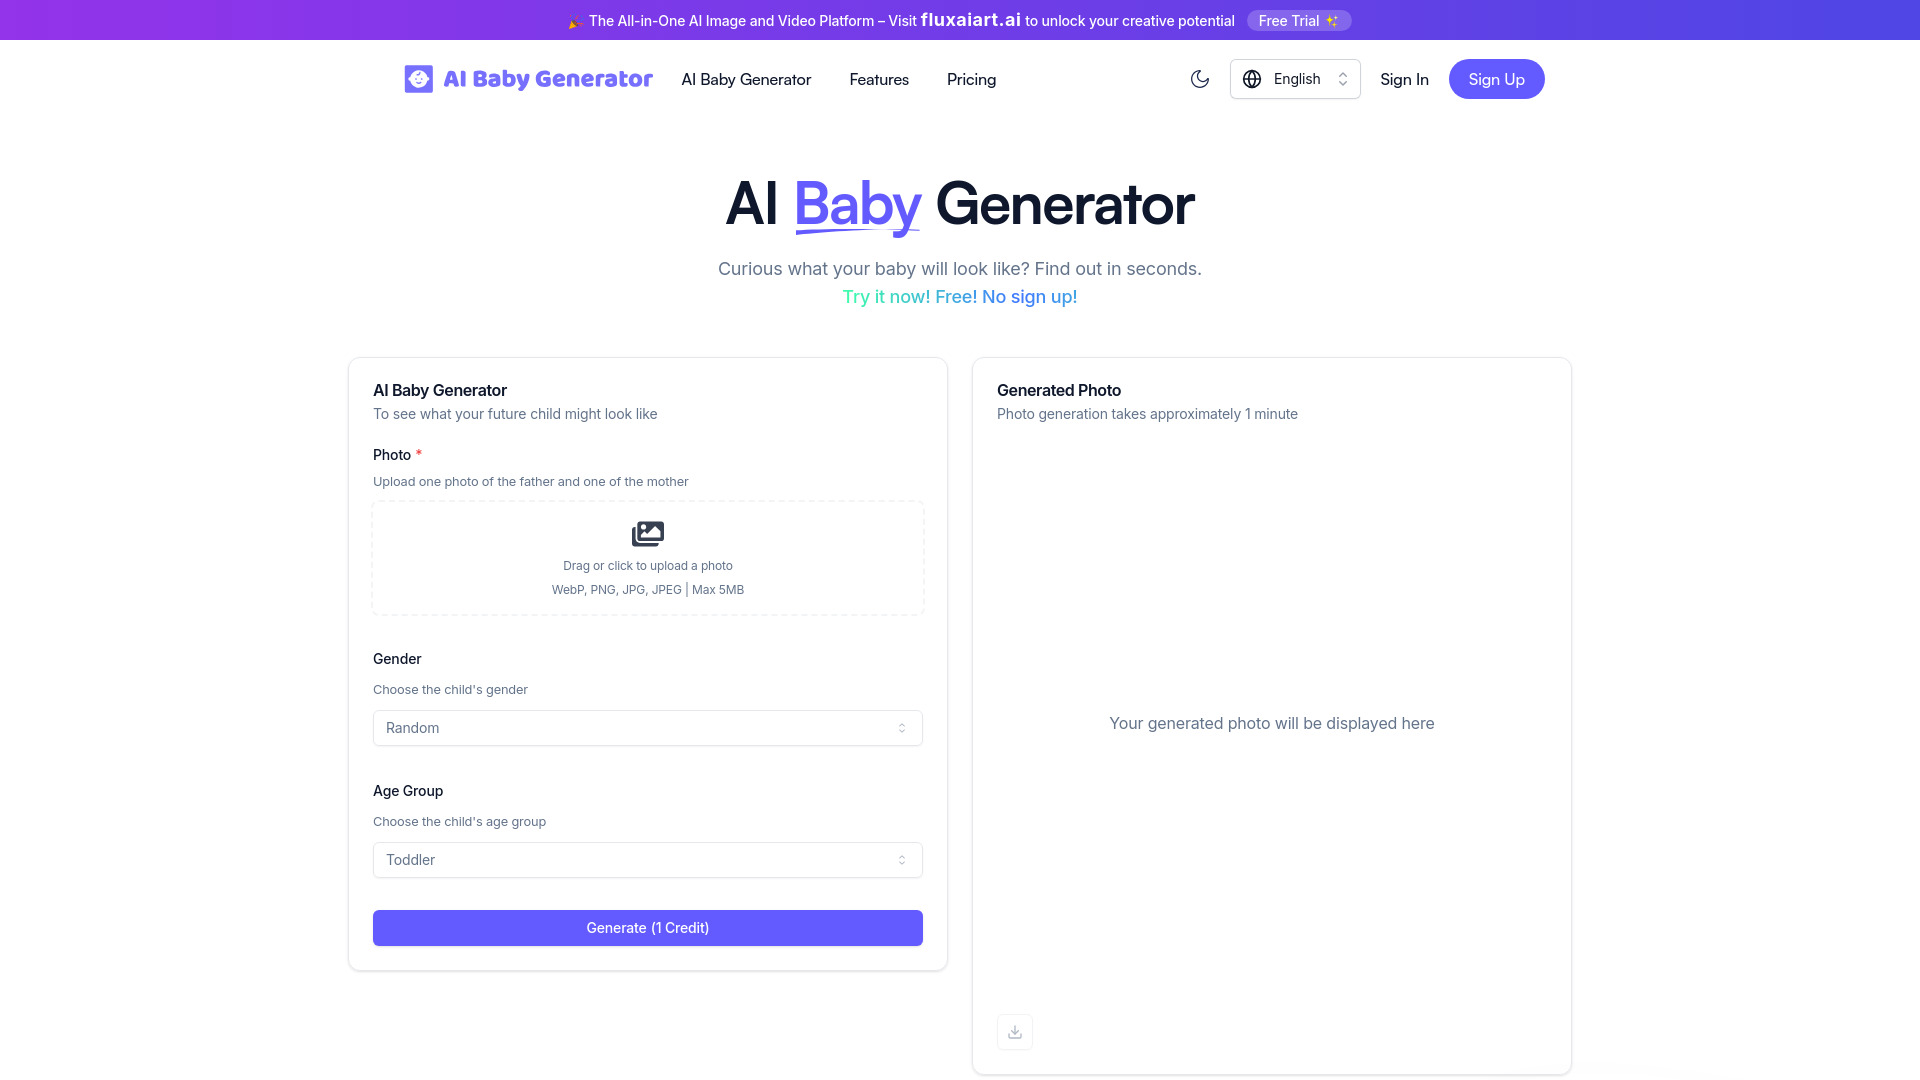 🎉 The All-in-One AI Image and Video Platform – Visit fluxaiart.ai to unlock your creative potential Free Trial ✨
AI Baby Generator AI Baby Generator Features Pricing English Sign In Sign Up
AI Baby Generator
Curious what your baby will look like? Find out in seconds.
Try it now! Free! No sign up!
AI Baby Generator
To see what your future child might look like
Photo *
Upload one photo of the father and one of the mother
Drag or click to upload a photo
WebP, PNG, JPG, JPEG | Max 5MB
Gender
Choose the child's gender
Random
Age Group
Choose the child's age group
Toddler
Generate (1 Credit)
Generated Photo
Photo generation takes approximately 1 minute
Your generated photo will be displayed here